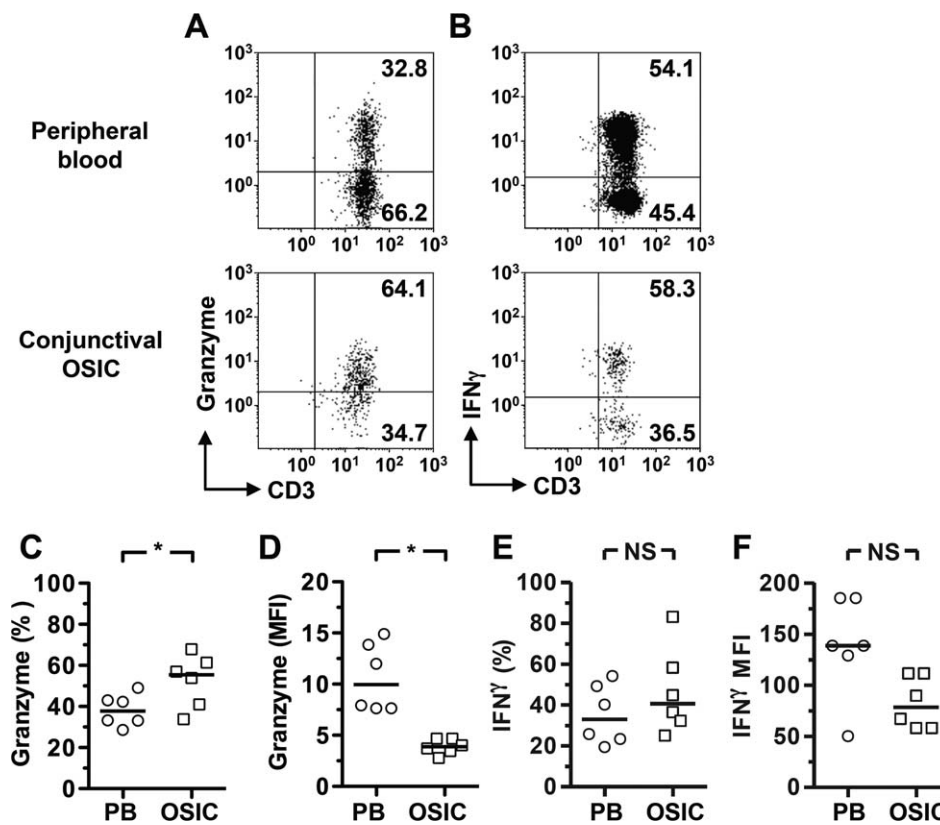 A B
Peripheral
blood
10³
10²
10¹
10⁰
32.8
66.2
10⁰ 10¹ 10² 10³
10³
10²
10¹
10⁰
54.1
45.4
10⁰ 10¹ 10² 10³
Conjunctival
OSIC
Granzyme
10³
10²
10¹
10⁰
64.1
34.7
10⁰ 10¹ 10² 10³
CD3
IFNγ
10³
10²
10¹
10⁰
58.3
36.5
10⁰ 10¹ 10² 10³
CD3
C
*
Granzyme (% )
100
80
60
40
20
0
PB OSIC
D
*
Granzyme (MFI)
20
15
10
5
0
PB OSIC
E
NS
IFNγ (%)
100
80
60
40
20
0
PB OSIC
F
NS
IFNγ MFI
200
150
100
50
0
PB OSIC